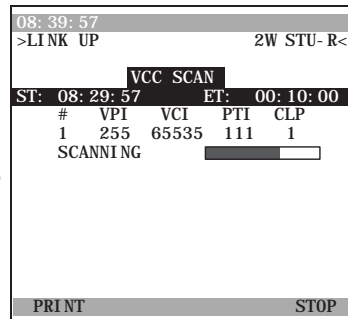 08:39:57
>LINK UP 2W STU-R<
VCC SCAN
ST: 08:29:57 ET: 00:10:00
# VPI VCI PTI CLP
1 255 65535 111 1
SCANNING
PRINT STOP